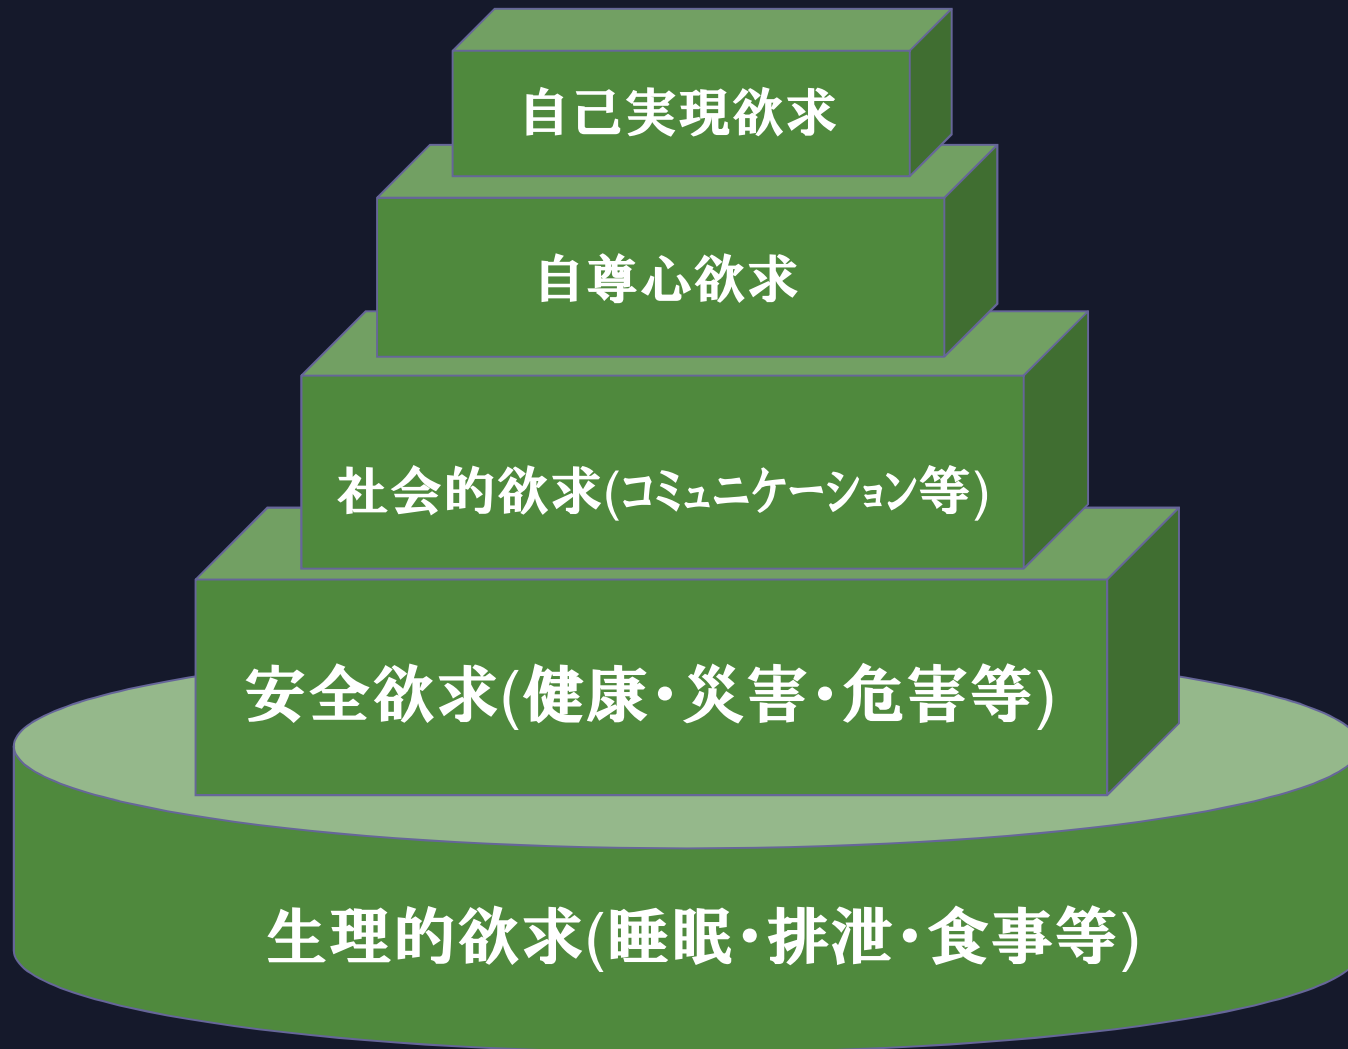 自己実現欲求
自尊心欲求
社会的欲求(コミュニケーション等)
安全欲求(健康・災害・危害等)
生理的欲求(睡眠・排泄・食事等)